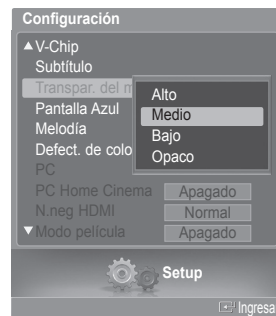 Configuración
▲V-Chip
Subtítulo
Transpar. del m
Alto
Medio
Bajo
Opaco
Pantalla Azul
Melodía
Defect. de colo
PC
PC Home Cinema Apagado
N.neg HDMI Normal
▼Modo película Apagado
Setup
Ingresa